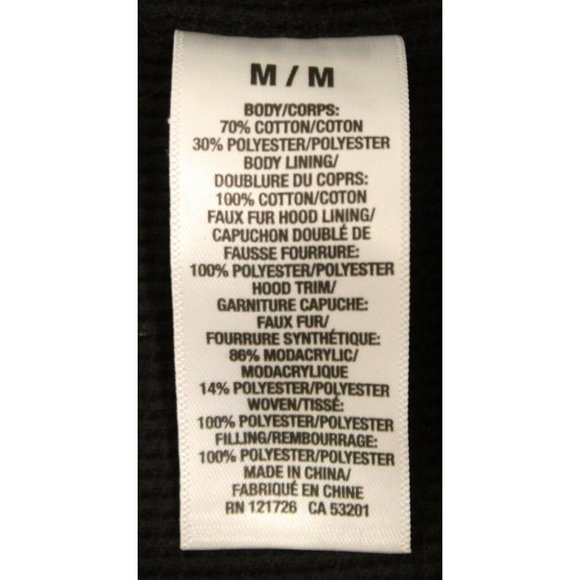 M / M
BODY/CORPS:
70% COTTON/COTON
30% POLYESTER/POLYESTER
BODY LINING/
DOUBLURE DU COPRS:
100% COTTON/COTON
FAUX FUR HOOD LINING/
CAPUCHON DOUBLÉ DE
FAUSSE FOURRURE:
100% POLYESTER/POLYESTER
HOOD TRIM/
GARNITURE CAPUCHE:
FAUX FUR/
FOURRURE SYNTHÉTIQUE:
86% MODACRYLIC/
MODACRYLIQUE
14% POLYESTER/POLYESTER
WOVEN/TISSÉ:
100% POLYESTER/POLYESTER
FILLING/REMBOURRAGE:
100% POLYESTER/POLYESTER
MADE IN CHINA/
FABRIQUÉ EN CHINE
RN 121726 CA 53201